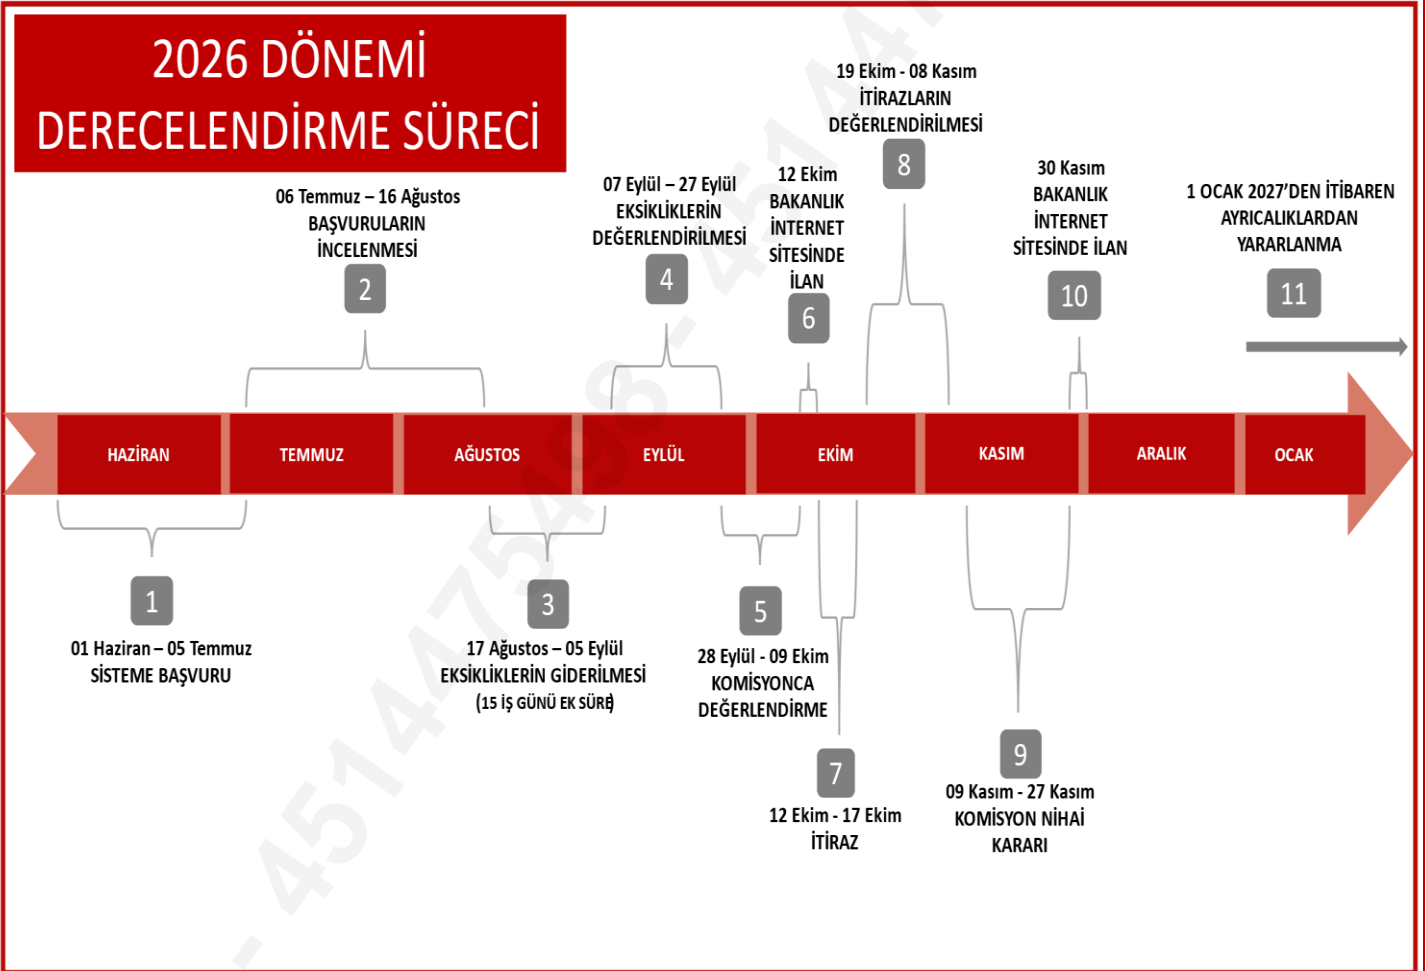 2026 DÖNEMİ
DERECELENDİRME SÜRECİ
06 Temmuz – 16 Ağustos
BAŞVURULARIN
İNCELENMESİ
2
07 Eylül – 27 Eylül
EKSİKLİKLERİN
DEĞERLENDİRİLMESİ
4
12 Ekim
BAKANLIK
İNTERNET
SİTESİNDE
İLAN
6
19 Ekim - 08 Kasım
İTİRAZLARIN
DEĞERLENDİRİLMESİ
8
30 Kasım
BAKANLIK
İNTERNET
SİTESİNDE İLAN
10
1 OCAK 2027'DEN İTİBAREN
AYRICALIKLARDAN
YARARLANMA
11
HAZİRAN
TEMMUZ
AĞUSTOS
EYLÜL
EKİM
KASIM
ARALIK
OCAK
1
01 Haziran – 05 Temmuz
SİSTEME BAŞVURU
3
17 Ağustos – 05 Eylül
EKSİKLİKLERİN GİDERİLMESİ
(15 İŞ GÜNÜ EK SÜRE)
5
28 Eylül - 09 Ekim
KOMİSYONCA
DEĞERLENDİRME
7
12 Ekim - 17 Ekim
İTİRAZ
9
09 Kasım - 27 Kasım
KOMİSYON NİHAİ
KARARI
- 4514475498 - 451447